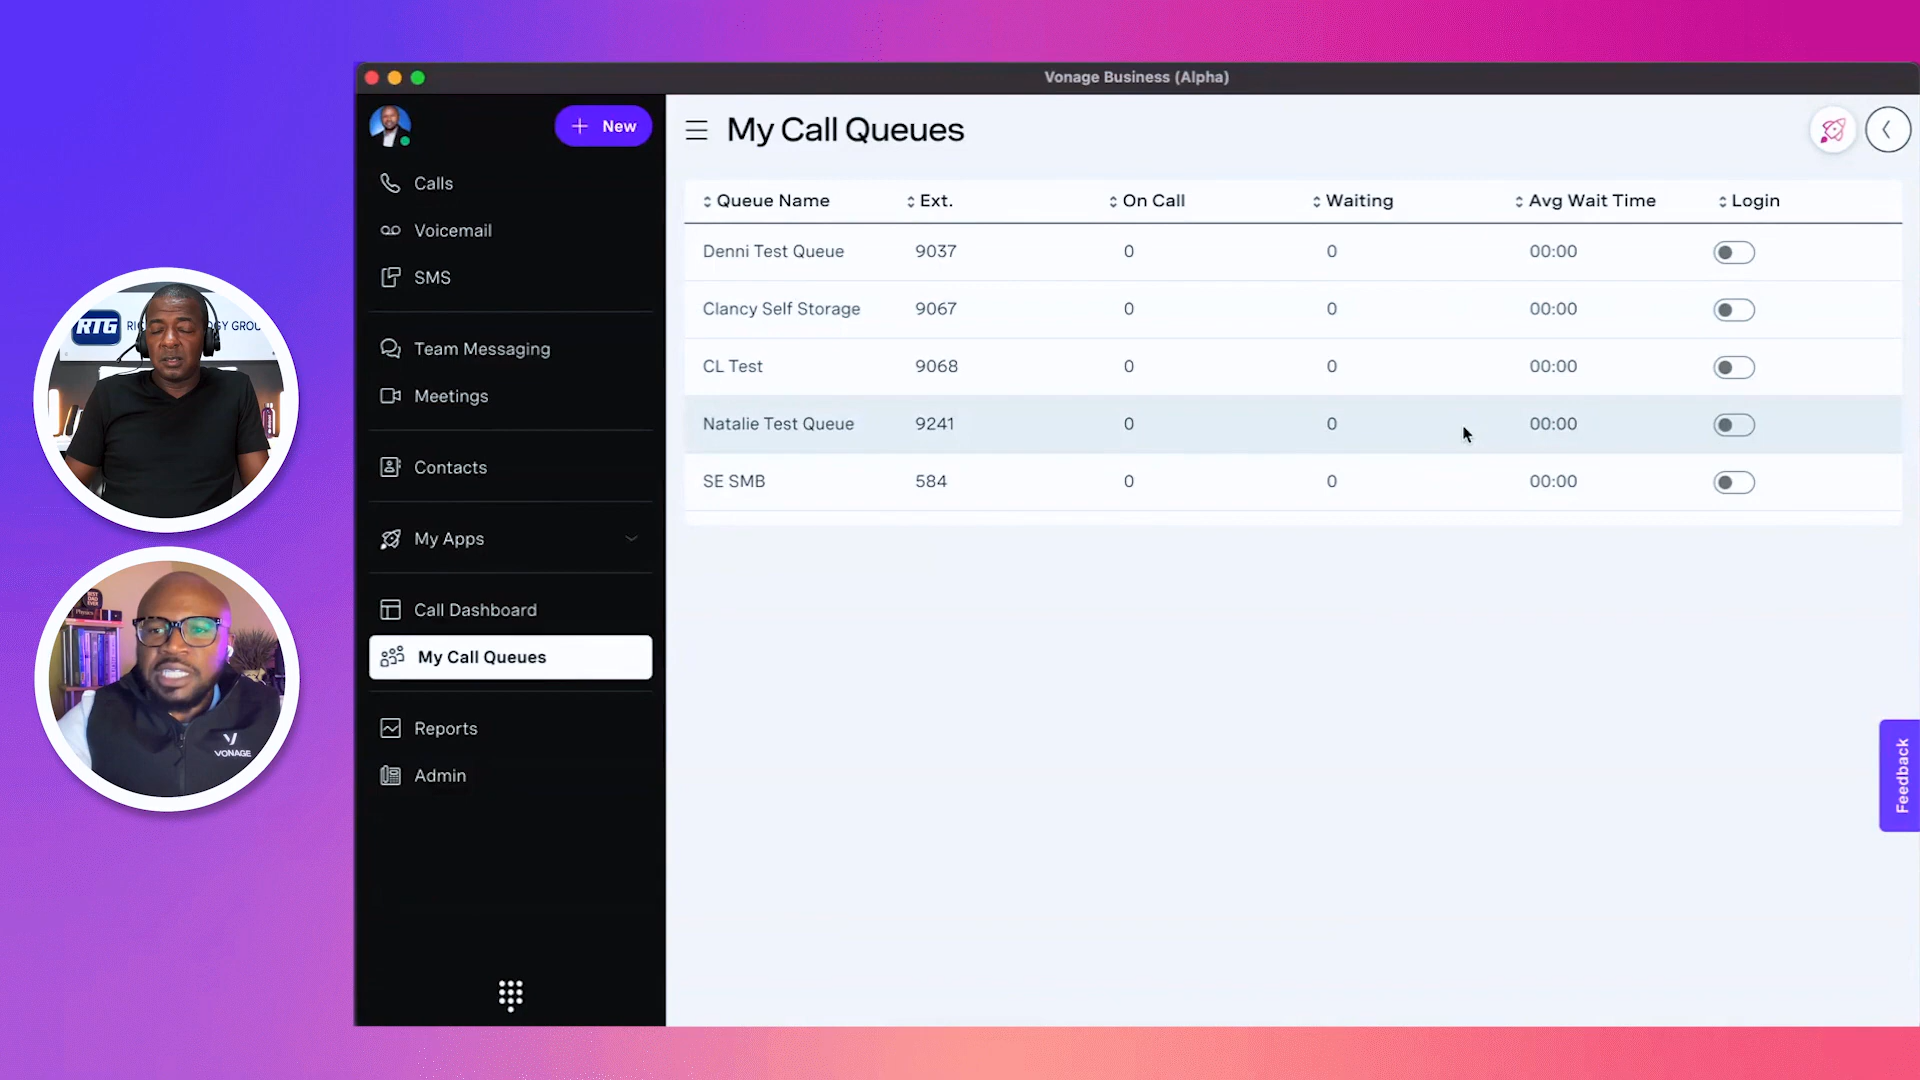 Vonage Business (Alpha)
New
My Call Queues
Calls
Voicemail
SMS
Team Messaging
Meetings
Contacts
My Apps
Call Dashboard
My Call Queues
Reports
Admin
Queue Name Ext. On Call Waiting Avg Wait Time Login
Denni Test Queue 9037 0 0 00:00
Clancy Self Storage 9067 0 0 00:00
CL Test 9068 0 0 00:00
Natalie Test Queue 9241 0 0 00:00
SE SMB 584 0 0 00:00
Feedback
RTG
VONAGE